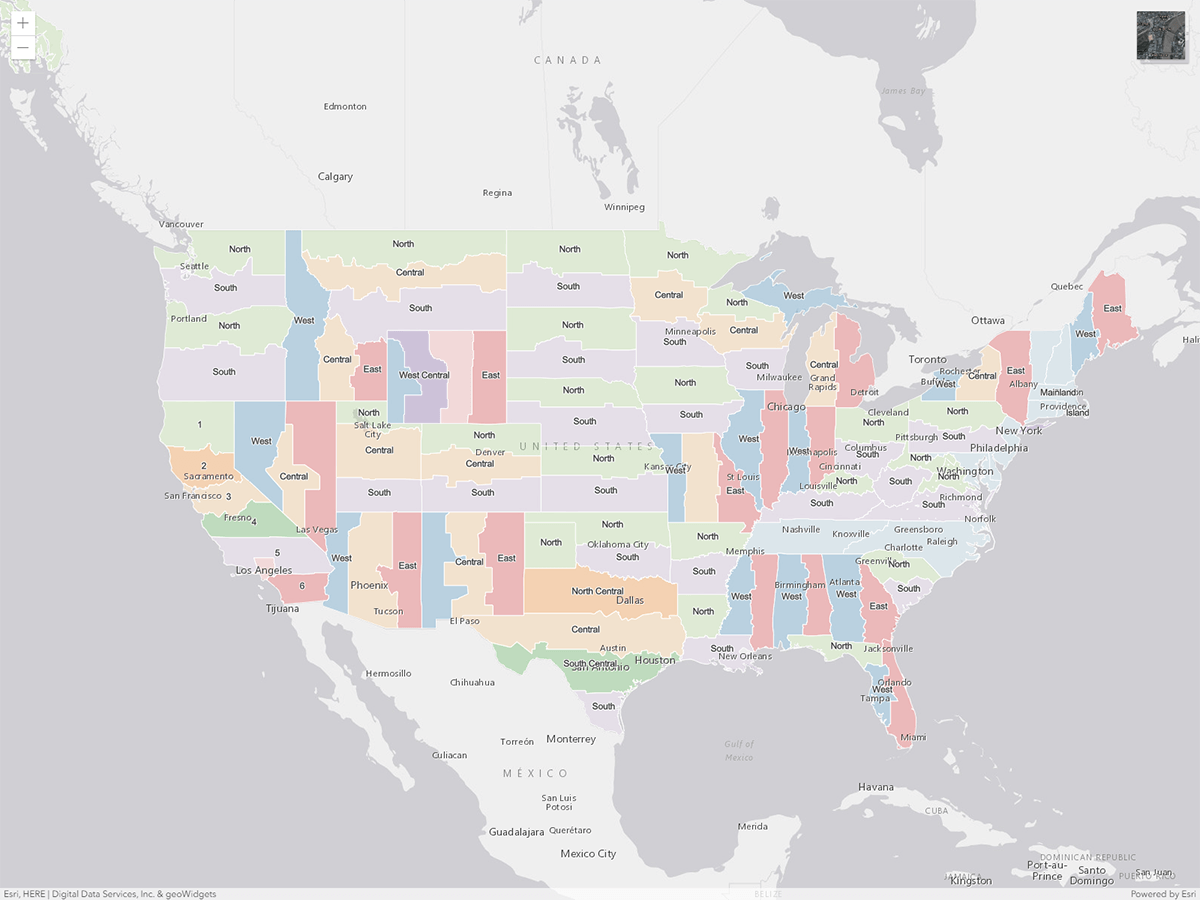 +
−
CANADA
James Bay
Edmonton
Calgary
Regina
Winnipeg
Vancouver
Seattle
North
North
North
North
Central
South
South
South
Central
North
West
Quebec
East
Ottawa
West
Portland
North
West
North
Minneapolis
South
Central
Toronto
Central
East
South
South
South
Milwaukee
Central
Grand
Rapids
Detroit
Rochester
West
Central
East
Albany
West Central
East
North
North
Mainland
Providence
Island
1
West
North
Salt Lake
City
South
South
Chicago
Cleveland
North
North
New York
North
Denver
UNITED STATES
West
Columbus
South
Pittsburgh
South
Philadelphia
2
Sacramento
Central
Central
Central
North
Kansas City
West
St Louis
West
Cincinnati
North
Washington
North
San Francisco
3
South
South
South
East
Louisville
North
South
South
Richmond
South
Fresno
4
Las Vegas
North
North
Nashville
Knoxville
Greensboro
Norfolk
5
West
East
Central
East
North
Oklahoma City
South
Memphis
Charlotte
Raleigh
Los Angeles
6
Phoenix
South
Greenville
North
Tijuana
Tucson
North Central
Dallas
West
Birmingham
West
Atlanta
West
East
South
El Paso
Central
North
Austin
South
New Orleans
North
Jacksonville
Hermosillo
Chihuahua
South Central
San Antonio
Houston
Orlando
West
Tampa
South
Miami
Torreón
Monterrey
Gulf of
Mexico
Culiacan
MÉXICO
San Luis
Potosi
Havana
CUBA
Guadalajara
Querétaro
Merida
Mexico City
DOMINICAN REPUBLIC
Port-au-
Prince
Santo
Domingo
San Juan
PUERTO RICO
JAMAICA
Kingston
BELIZE
Esri, HERE | Digital Data Services, Inc. & geoWidgets
Powered by Esri